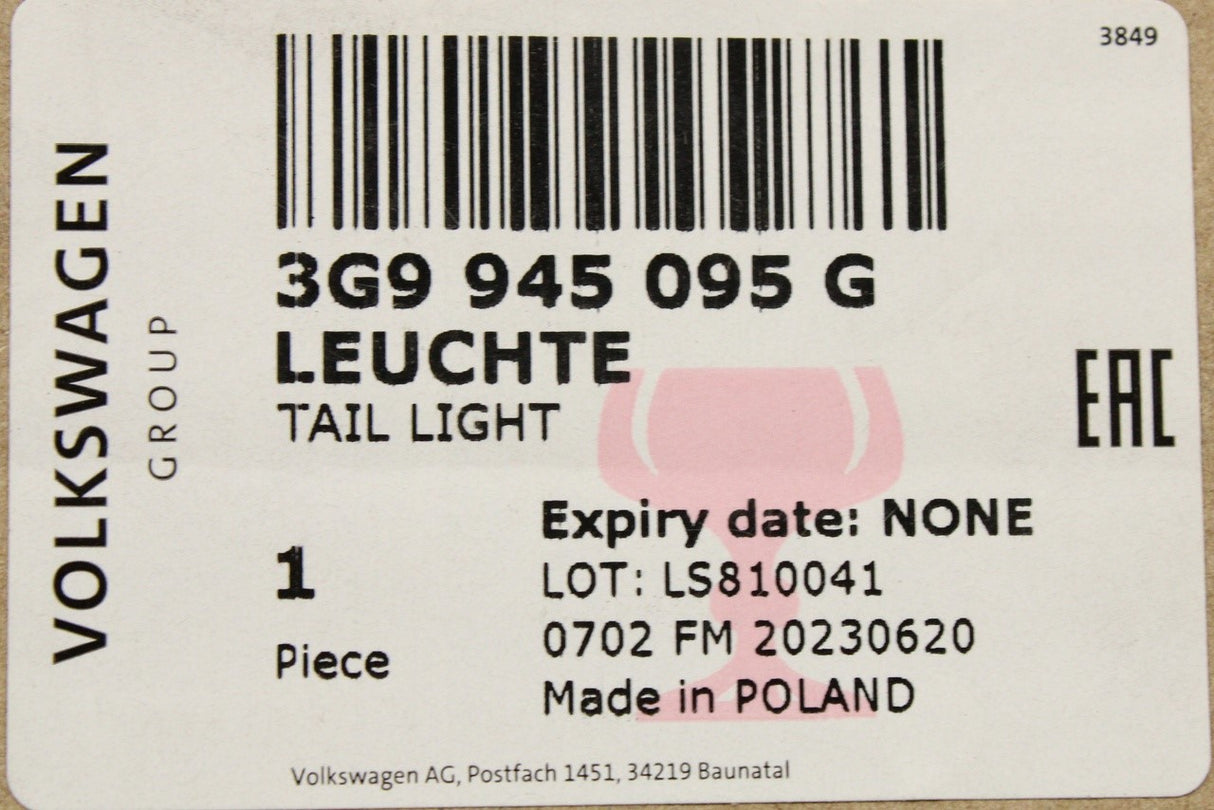 3849
VOLKSWAGEN
GROUP
3G9 945 095 G
LEUCHTE
TAIL LIGHT
EAC
1
Piece
Expiry date: NONE
LOT: LS810041
0702 FM 20230620
Made in POLAND
Volkswagen AG, Postfach 1451, 34219 Baunatal